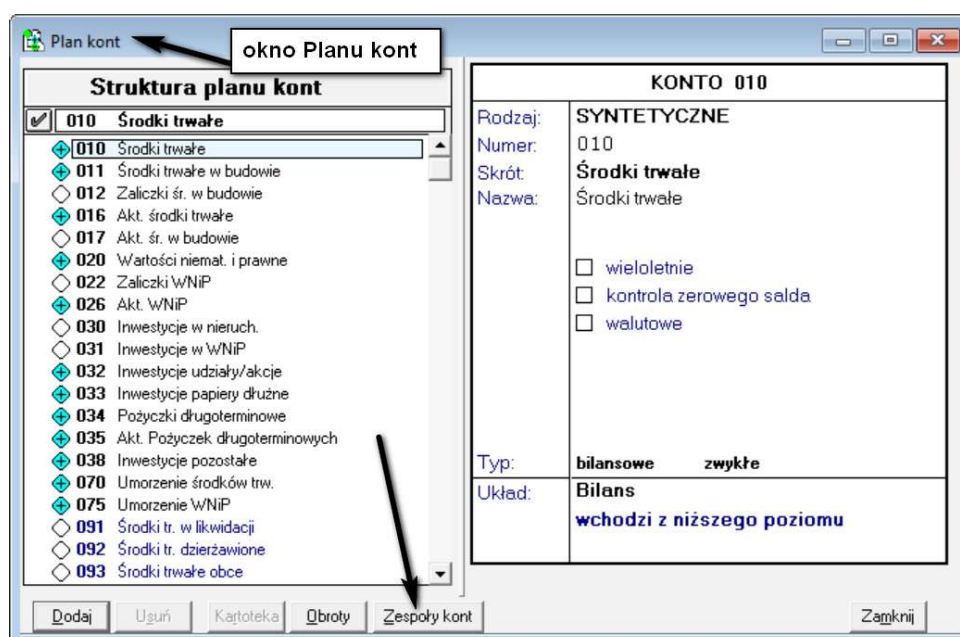 Plan kont
okno Planu kont
Struktura planu kont
010 Środki trwałe
010 Środki trwałe
011 Środki trwałe w budowie
012 Zaliczki śr. w budowie
016 Akt. środki trwałe
017 Akt. śr. w budowie
020 Wartości niemat. i prawne
022 Zaliczki WNiP
026 Akt. WNiP
030 Inwestycje w nieruch.
031 Inwestycje w WNiP
032 Inwestycje udziały/akcje
033 Inwestycje papiery dłużne
034 Pożyczki długoterminowe
035 Akt. Pożyczek długoterminowych
038 Inwestycje pozostałe
070 Umorzenie środków trw.
075 Umorzenie WNiP
091 Środki tr. w likwidacji
092 Środki tr. dzierżawione
093 Środki trwałe obce
KONTO 010
Rodzaj: SYNTETYCZNE
Numer: 010
Skrót: Środki trwałe
Nazwa: Środki trwałe
wieloletnie
kontrola zerowego salda
walutowe
Typ: bilansowe zwykłe
Układ: Bilans
wchodzi z niższego poziomu
Dodaj Usuń Kartoteka Obroty Zespoły kont Zamknij